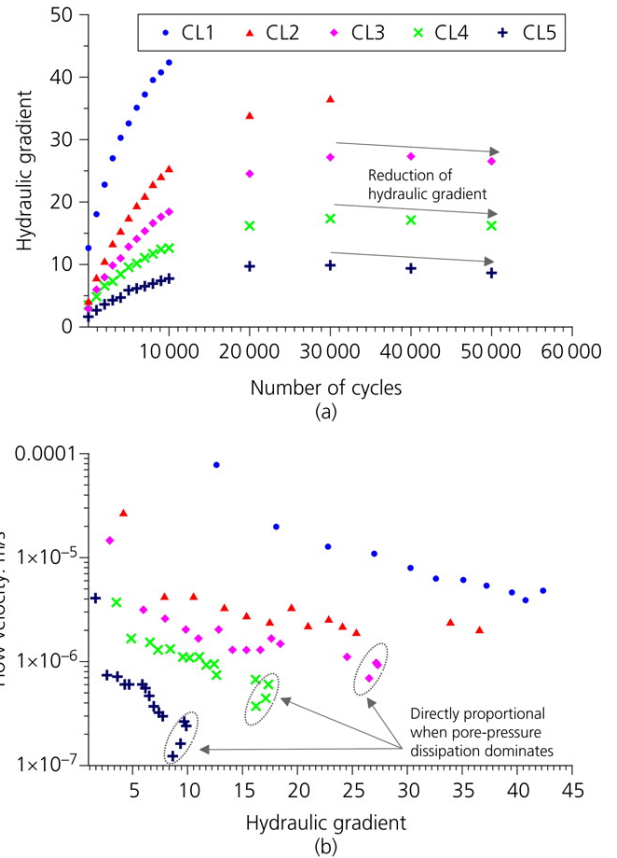 50
CL1 CL2 CL3 CL4 CL5
40
30
20
10
0
Hydraulic gradient
Reduction of
hydraulic gradient
10 000 20 000 30 000 40 000 50 000 60 000
Number of cycles
(a)
0.0001
1×10⁻⁵
1×10⁻⁶
1×10⁻⁷
velocity: m/s
Directly proportional
when pore-pressure
dissipation dominates
5 10 15 20 25 30 35 40 45
Hydraulic gradient
(b)